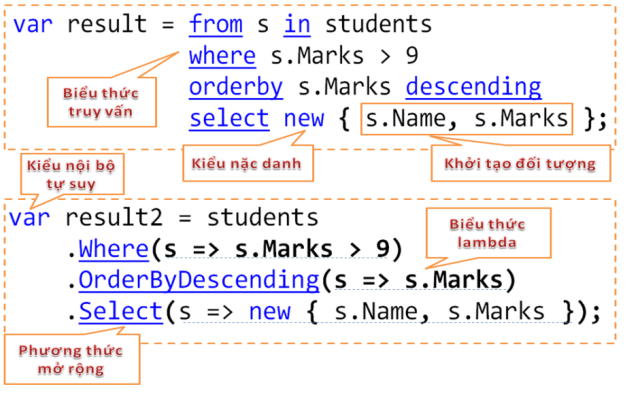 var result = from s in students
where s.Marks > 9
Biểu thức
truy vấn
orderby s.Marks descending
select new { s.Name, s.Marks };
Kiểu nội bộ
tự suy
Kiểu nặc danh
Khởi tạo đối tượng
var result2 = students
Biểu thức
lambda
.Where(s => s.Marks > 9)
.OrderByDescending(s => s.Marks)
.Select(s => new { s.Name, s.Marks });
Phương thức
mở rộng